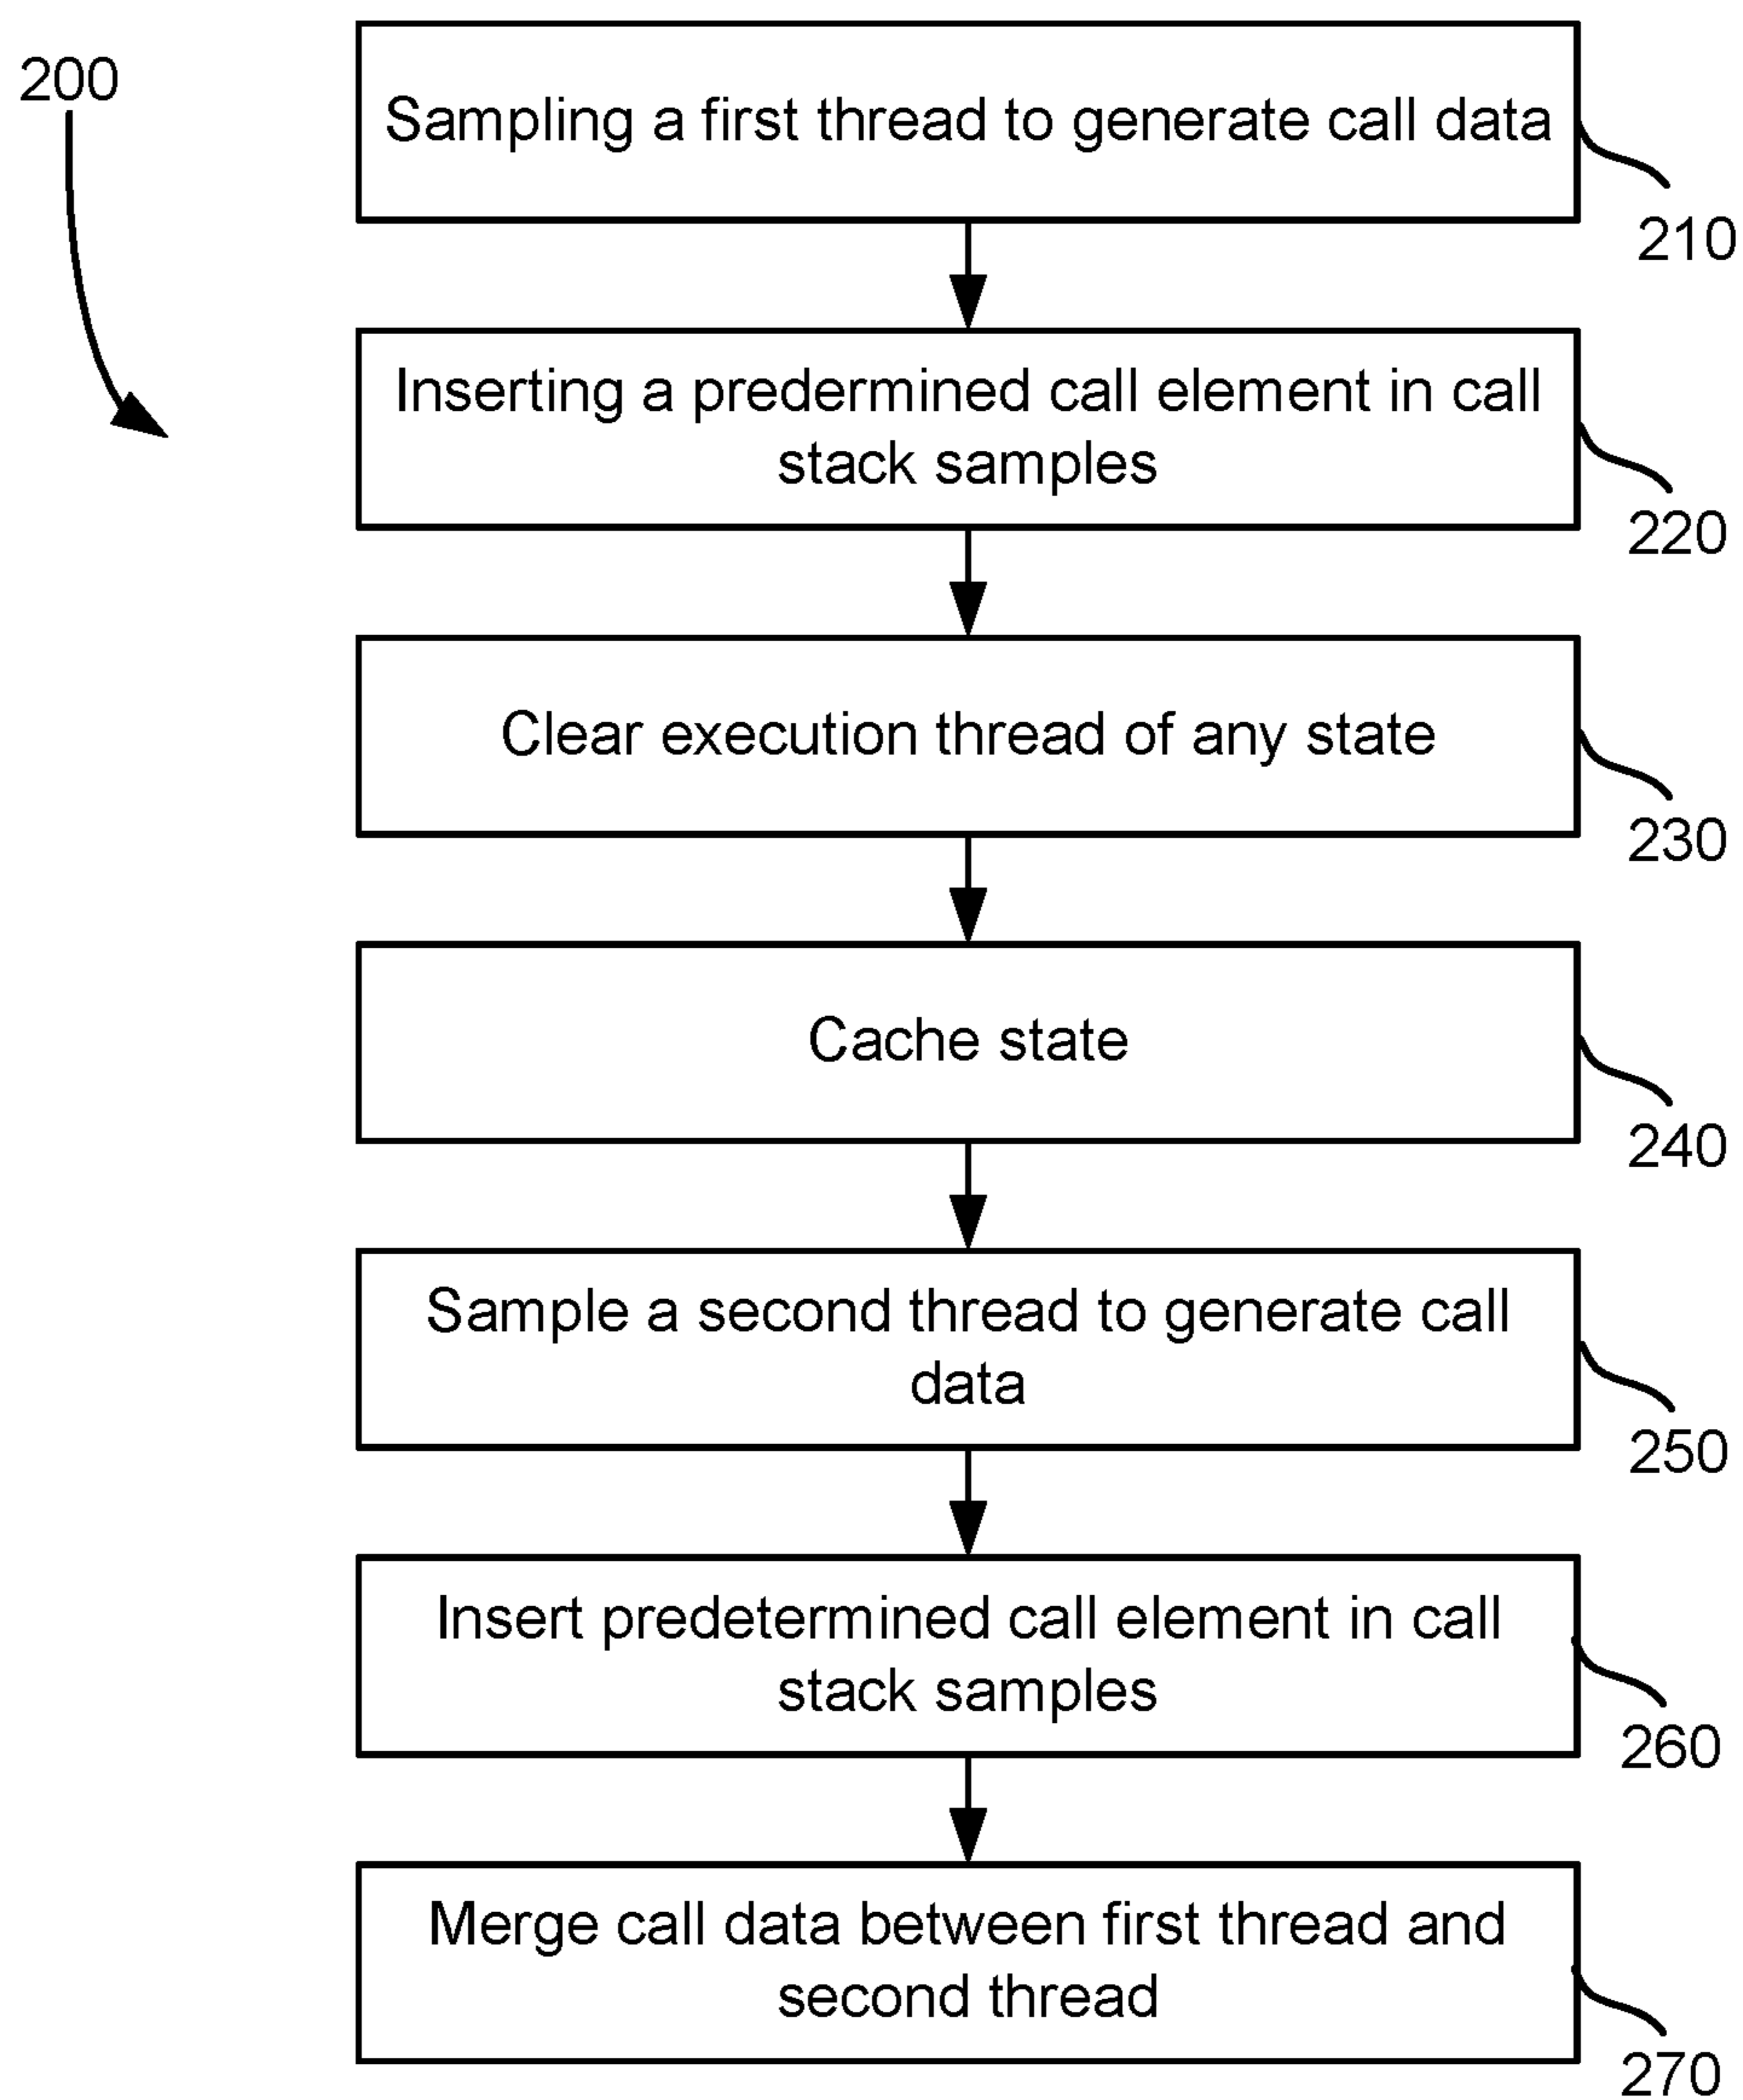 200
Sampling a first thread to generate call data
210
Inserting a predermined call element in call
stack samples
220
Clear execution thread of any state
230
Cache state
240
Sample a second thread to generate call
data
250
Insert predetermined call element in call
stack samples
260
Merge call data between first thread and
second thread
270